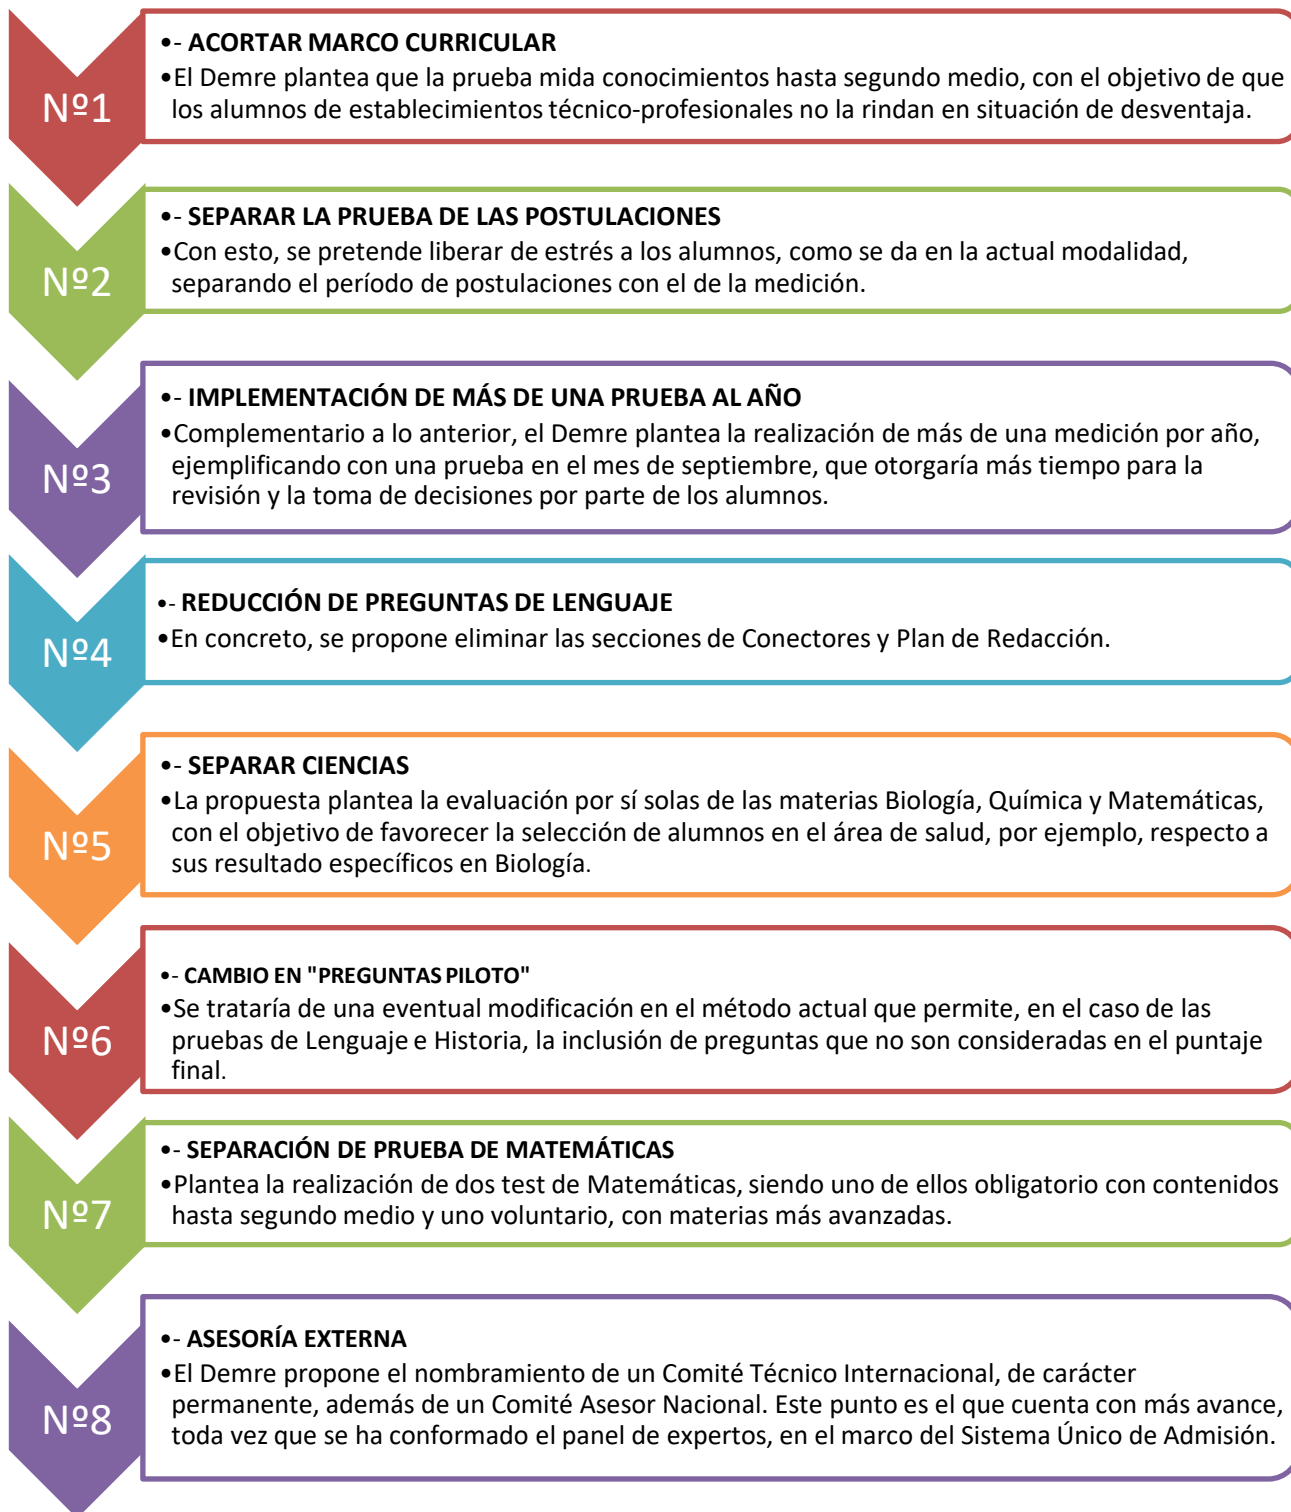 Nº1
•- ACORTAR MARCO CURRICULAR
•El Demre plantea que la prueba mida conocimientos hasta segundo medio, con el objetivo de que
los alumnos de establecimientos técnico-profesionales no la rindan en situación de desventaja.
Nº2
•- SEPARAR LA PRUEBA DE LAS POSTULACIONES
•Con esto, se pretende liberar de estrés a los alumnos, como se da en la actual modalidad,
separando el período de postulaciones con el de la medición.
Nº3
•- IMPLEMENTACIÓN DE MÁS DE UNA PRUEBA AL AÑO
•Complementario a lo anterior, el Demre plantea la realización de más de una medición por año,
ejemplificando con una prueba en el mes de septiembre, que otorgaría más tiempo para la
revisión y la toma de decisiones por parte de los alumnos.
Nº4
•- REDUCCIÓN DE PREGUNTAS DE LENGUAJE
•En concreto, se propone eliminar las secciones de Conectores y Plan de Redacción.
Nº5
•- SEPARAR CIENCIAS
•La propuesta plantea la evaluación por sí solas de las materias Biología, Química y Matemáticas,
con el objetivo de favorecer la selección de alumnos en el área de salud, por ejemplo, respecto a
sus resultado específicos en Biología.
Nº6
•- CAMBIO EN "PREGUNTAS PILOTO"
•Se trataría de una eventual modificación en el método actual que permite, en el caso de las
pruebas de Lenguaje e Historia, la inclusión de preguntas que no son consideradas en el puntaje
final.
Nº7
•- SEPARACIÓN DE PRUEBA DE MATEMÁTICAS
•Plantea la realización de dos test de Matemáticas, siendo uno de ellos obligatorio con contenidos
hasta segundo medio y uno voluntario, con materias más avanzadas.
Nº8
•- ASESORÍA EXTERNA
•El Demre propone el nombramiento de un Comité Técnico Internacional, de carácter
permanente, además de un Comité Asesor Nacional. Este punto es el que cuenta con más avance,
toda vez que se ha conformado el panel de expertos, en el marco del Sistema Único de Admisión.